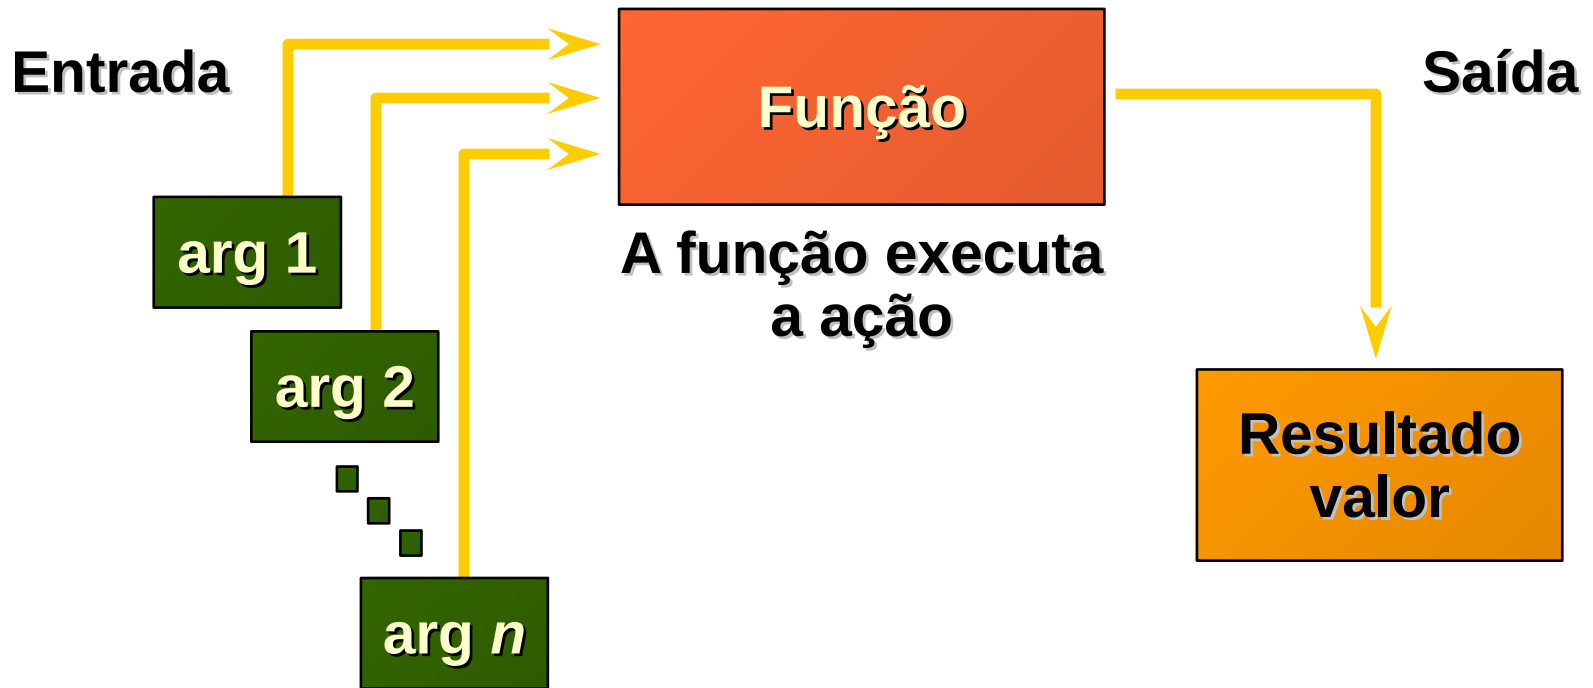 Entrada
Função
Saída
arg 1
A função executa
a ação
arg 2
Resultado
valor
arg n